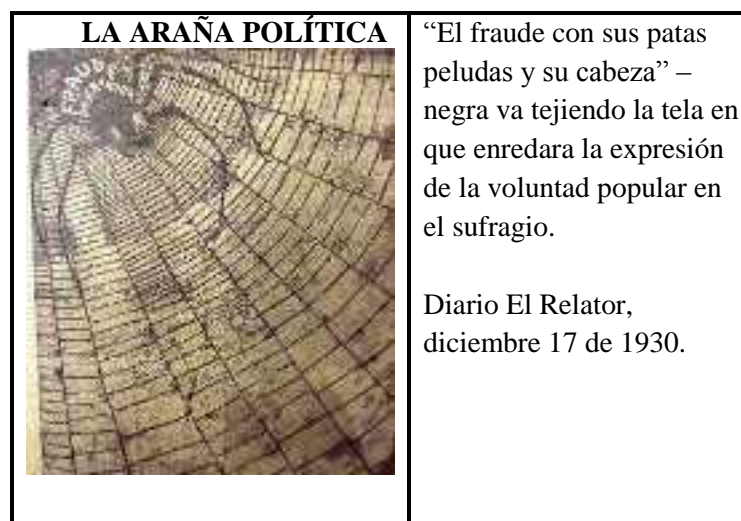 LA ARAÑA POLÍTICA
“El fraude con sus patas
peludas y su cabeza” –
negra va tejiendo la tela en
que enredara la expresión
de la voluntad popular en
el sufragio.
Diario El Relator,
diciembre 17 de 1930.